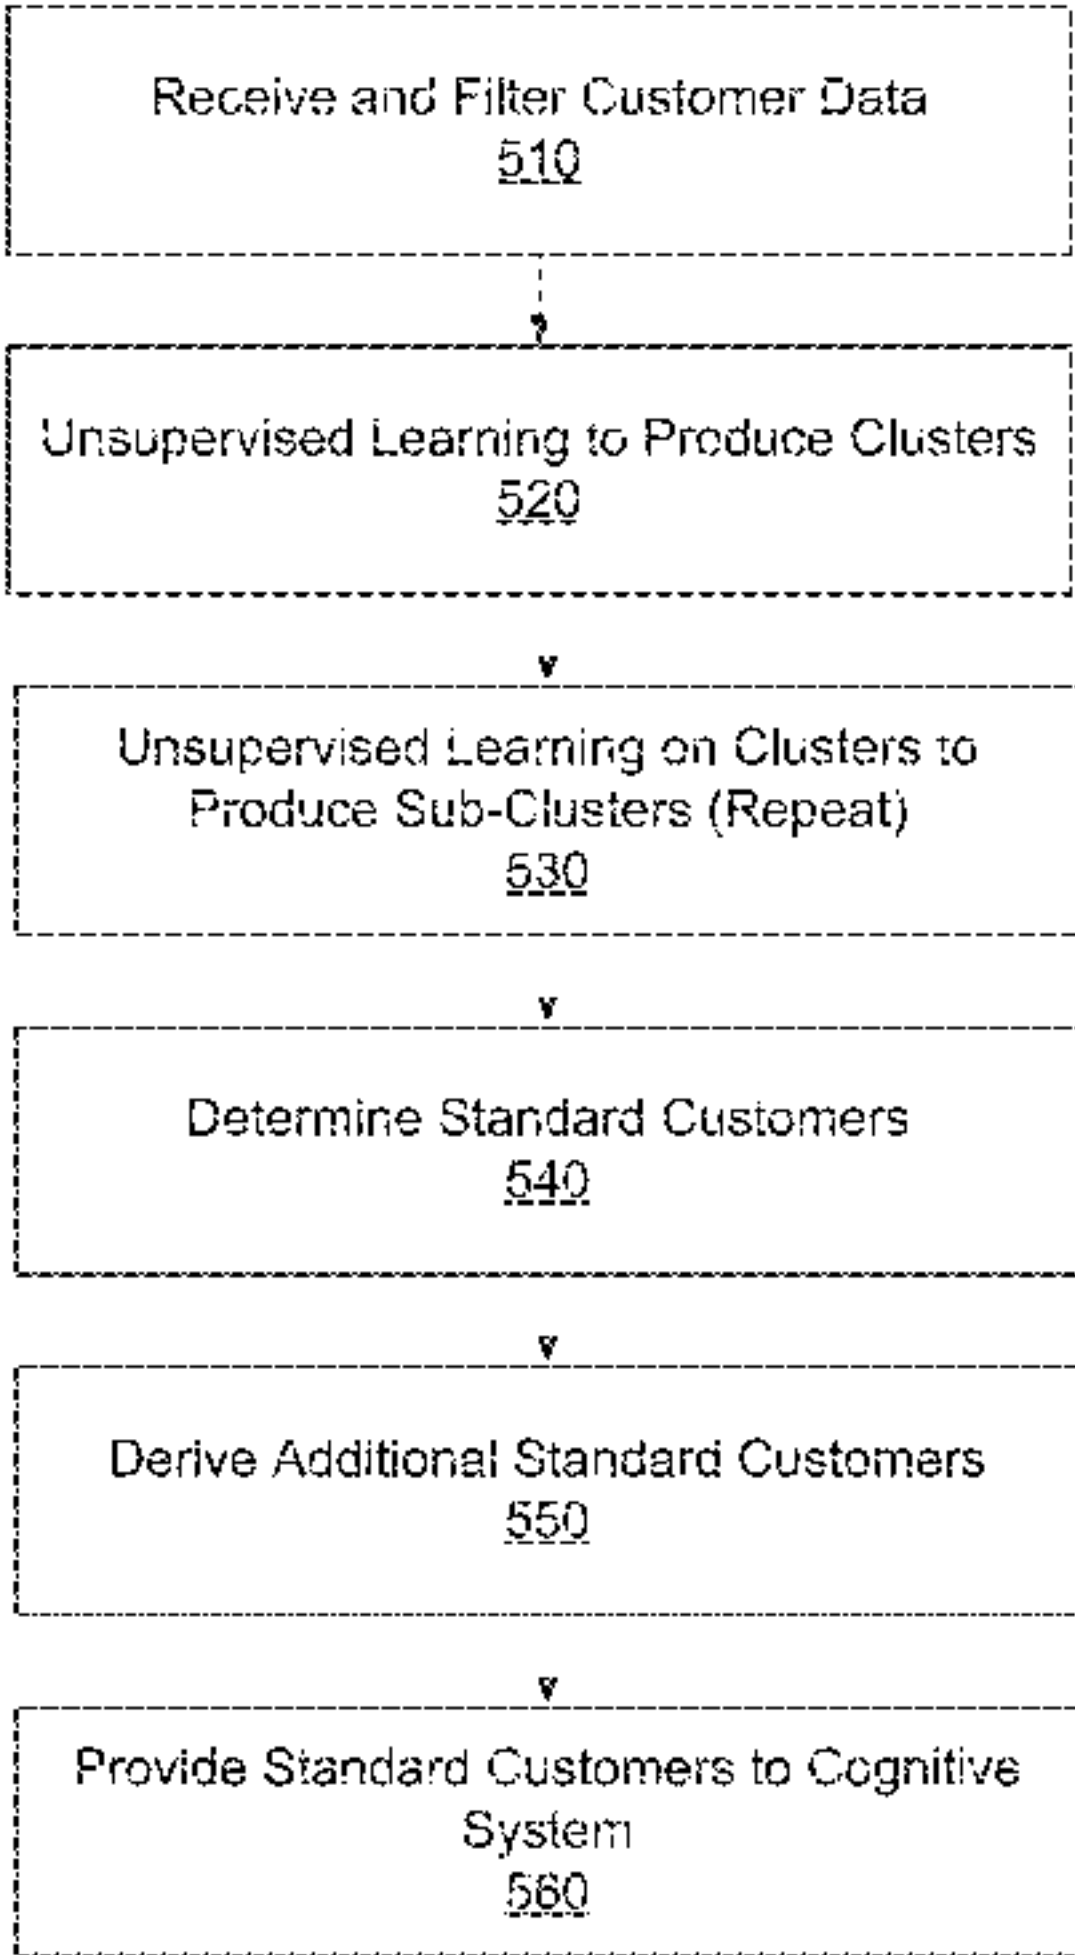 Receive and Filter Customer Data
510
Unsupervised Learning to Produce Clusters
520
Unsupervised Learning on Clusters to
Produce Sub-Clusters (Repeat)
530
Determine Standard Customers
540
Derive Additional Standard Customers
550
Provide Standard Customers to Cognitive
System
560